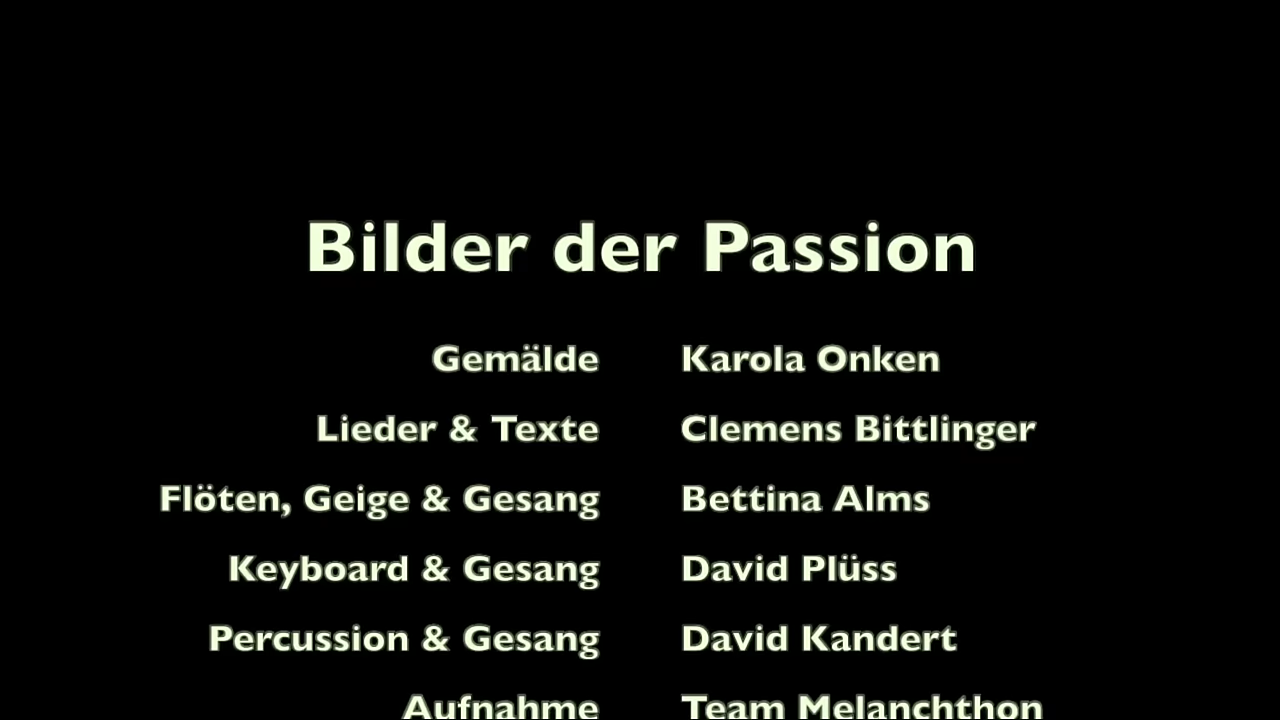 Bilder der Passion
Gemälde Karola Onken
Lieder & Texte Clemens Bittlinger
Flöten, Geige & Gesang Bettina Alms
Keyboard & Gesang David Plüss
Percussion & Gesang David Kandert
Aufnahme Team Melanchthon